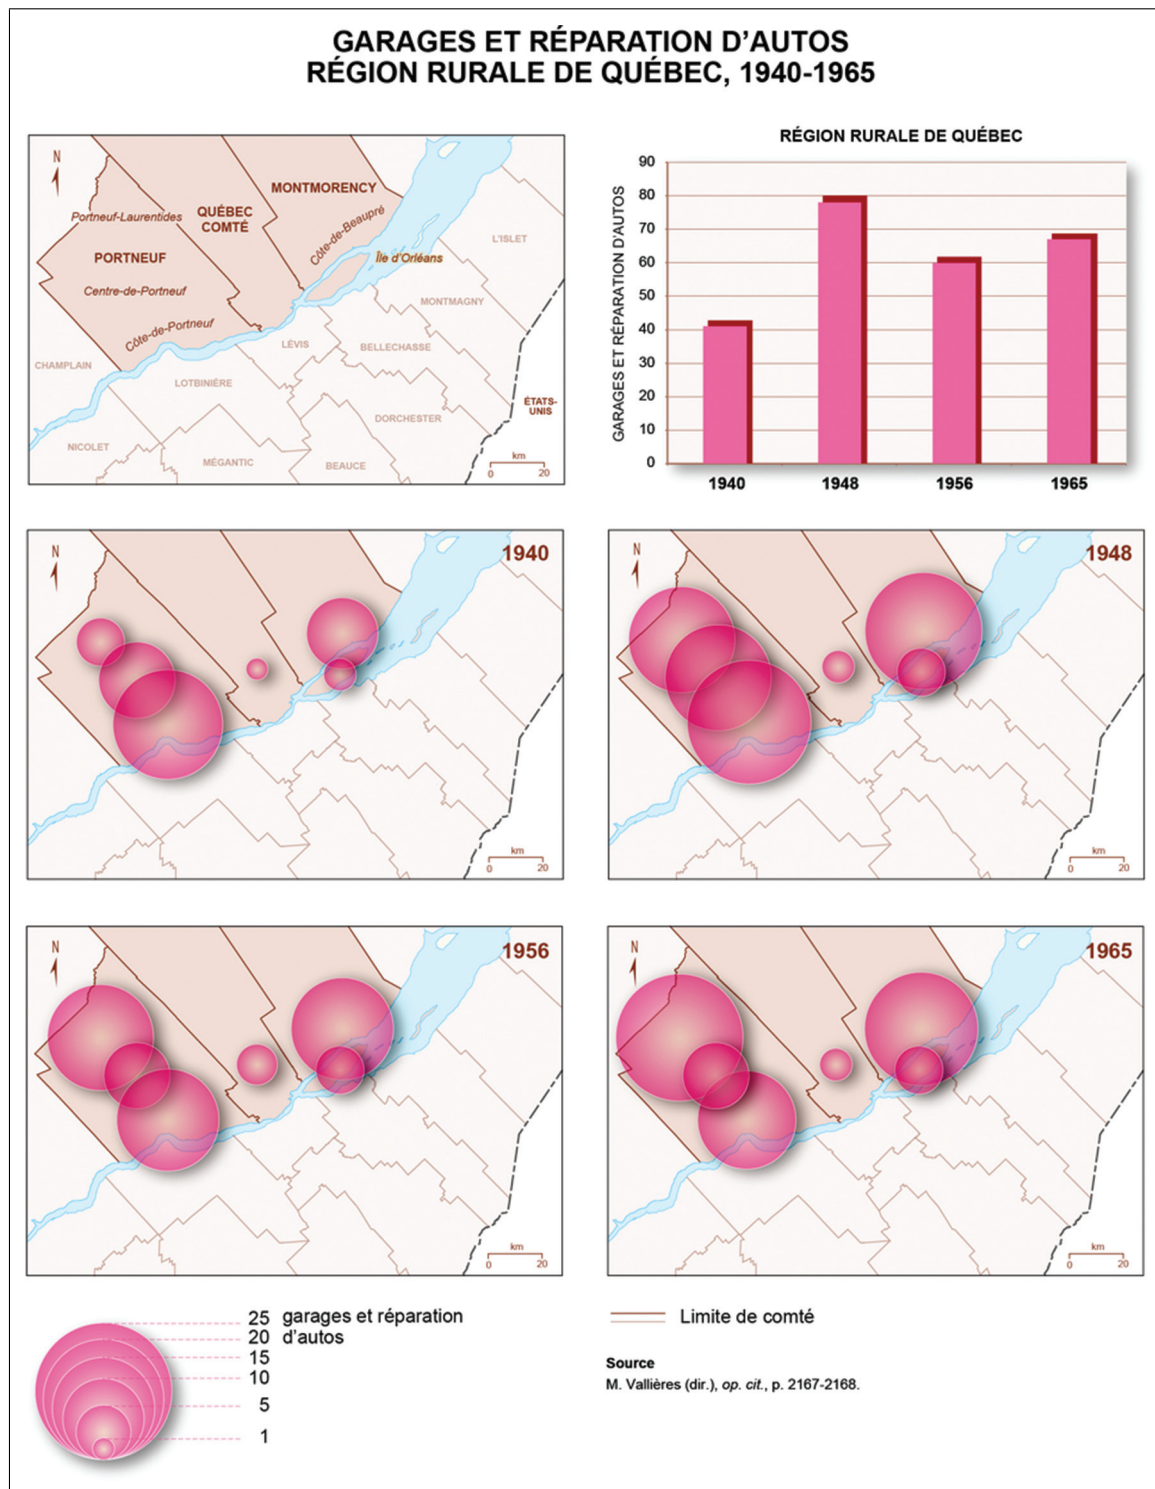 GARAGES ET RÉPARATION D'AUTOS
RÉGION RURALE DE QUÉBEC, 1940-1965
N
MONTMORENCY
Portneuf-Laurentides
QUÉBEC
COMTÉ
Côte-de-Beaupré
L'ISLET
PORTNEUF
Île d'Orléans
Centre-de-Portneuf
MONTMAGNY
Côte-de-Portneuf
LÉVIS
BELLECHASSE
CHAMPLAIN
LOTBINIÈRE
ÉTATS-
UNIS
DORCHESTER
NICOLET
MÉGANTIC
BEAUCE
km
0 20
RÉGION RURALE DE QUÉBEC
GARAGES ET RÉPARATION D'AUTOS
90
80
70
60
50
40
30
20
10
0
1940 1948 1956 1965
N
1940
km
0 20
N
1948
km
0 20
N
1956
km
0 20
N
1965
km
0 20
25 garages et réparation
20 d'autos
15
10
5
1
Limite de comté
Source
M. Vallières (dir.), op. cit., p. 2167-2168.